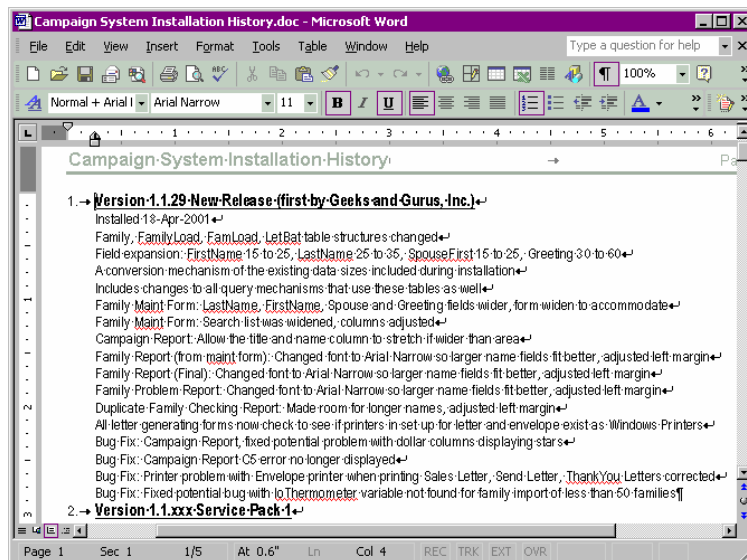 Campaign System Installation History.doc - Microsoft Word
File Edit View Insert Format Tools Table Window Help Type a question for help
100%
Normal + Arial Arial Narrow 11 B I U A
1 2 3 4 5 6
Campaign System Installation History Pa
1. Version 1.1.29 New Release (first by Geeks and Gurus, Inc.)
Installed 18-Apr-2001
Family, FamilyLoad, FamLoad, LetBat table structures changed
Field expansion: FirstName 15 to 25, LastName 25 to 35, SpouseFirst 15 to 25, Greeting 30 to 60
A conversion mechanism of the existing data sizes included during installation
Includes changes to all query mechanisms that use these tables as well
Family Maint Form: LastName, FirstName, Spouse and Greeting fields wider, form widen to accommodate
Family Maint Form: Search list was widened, columns adjusted
Campaign Report: Allow the title and name column to stretch if wider than area
Family Report (from maint form): Changed font to Arial Narrow so larger name fields fit better, adjusted left margin
Family Report (Final): Changed font to Arial Narrow so larger name fields fit better, adjusted left margin
Family Problem Report: Changed font to Arial Narrow so larger name fields fit better, adjusted left margin
Duplicate Family Checking Report: Made room for longer names, adjusted left margin
All letter generating forms now check to see if printers in set up for letter and envelope exist as Windows Printers
Bug Fix: Campaign Report, fixed potential problem with dollar columns displaying stars
Bug Fix: Campaign Report C5 error no longer displayed
Bug Fix: Printer problem with Envelope printer when printing Sales Letter, Send Letter, ThankYou Letters corrected
Bug Fix: Fixed potential bug with loThermometer variable not found for family import of less than 50 families¶
2. Version 1.1.xxx Service Pack 1
Page 1 Sec 1 1/5 At 0.6" Ln Col 4 REC TRK EXT OVR